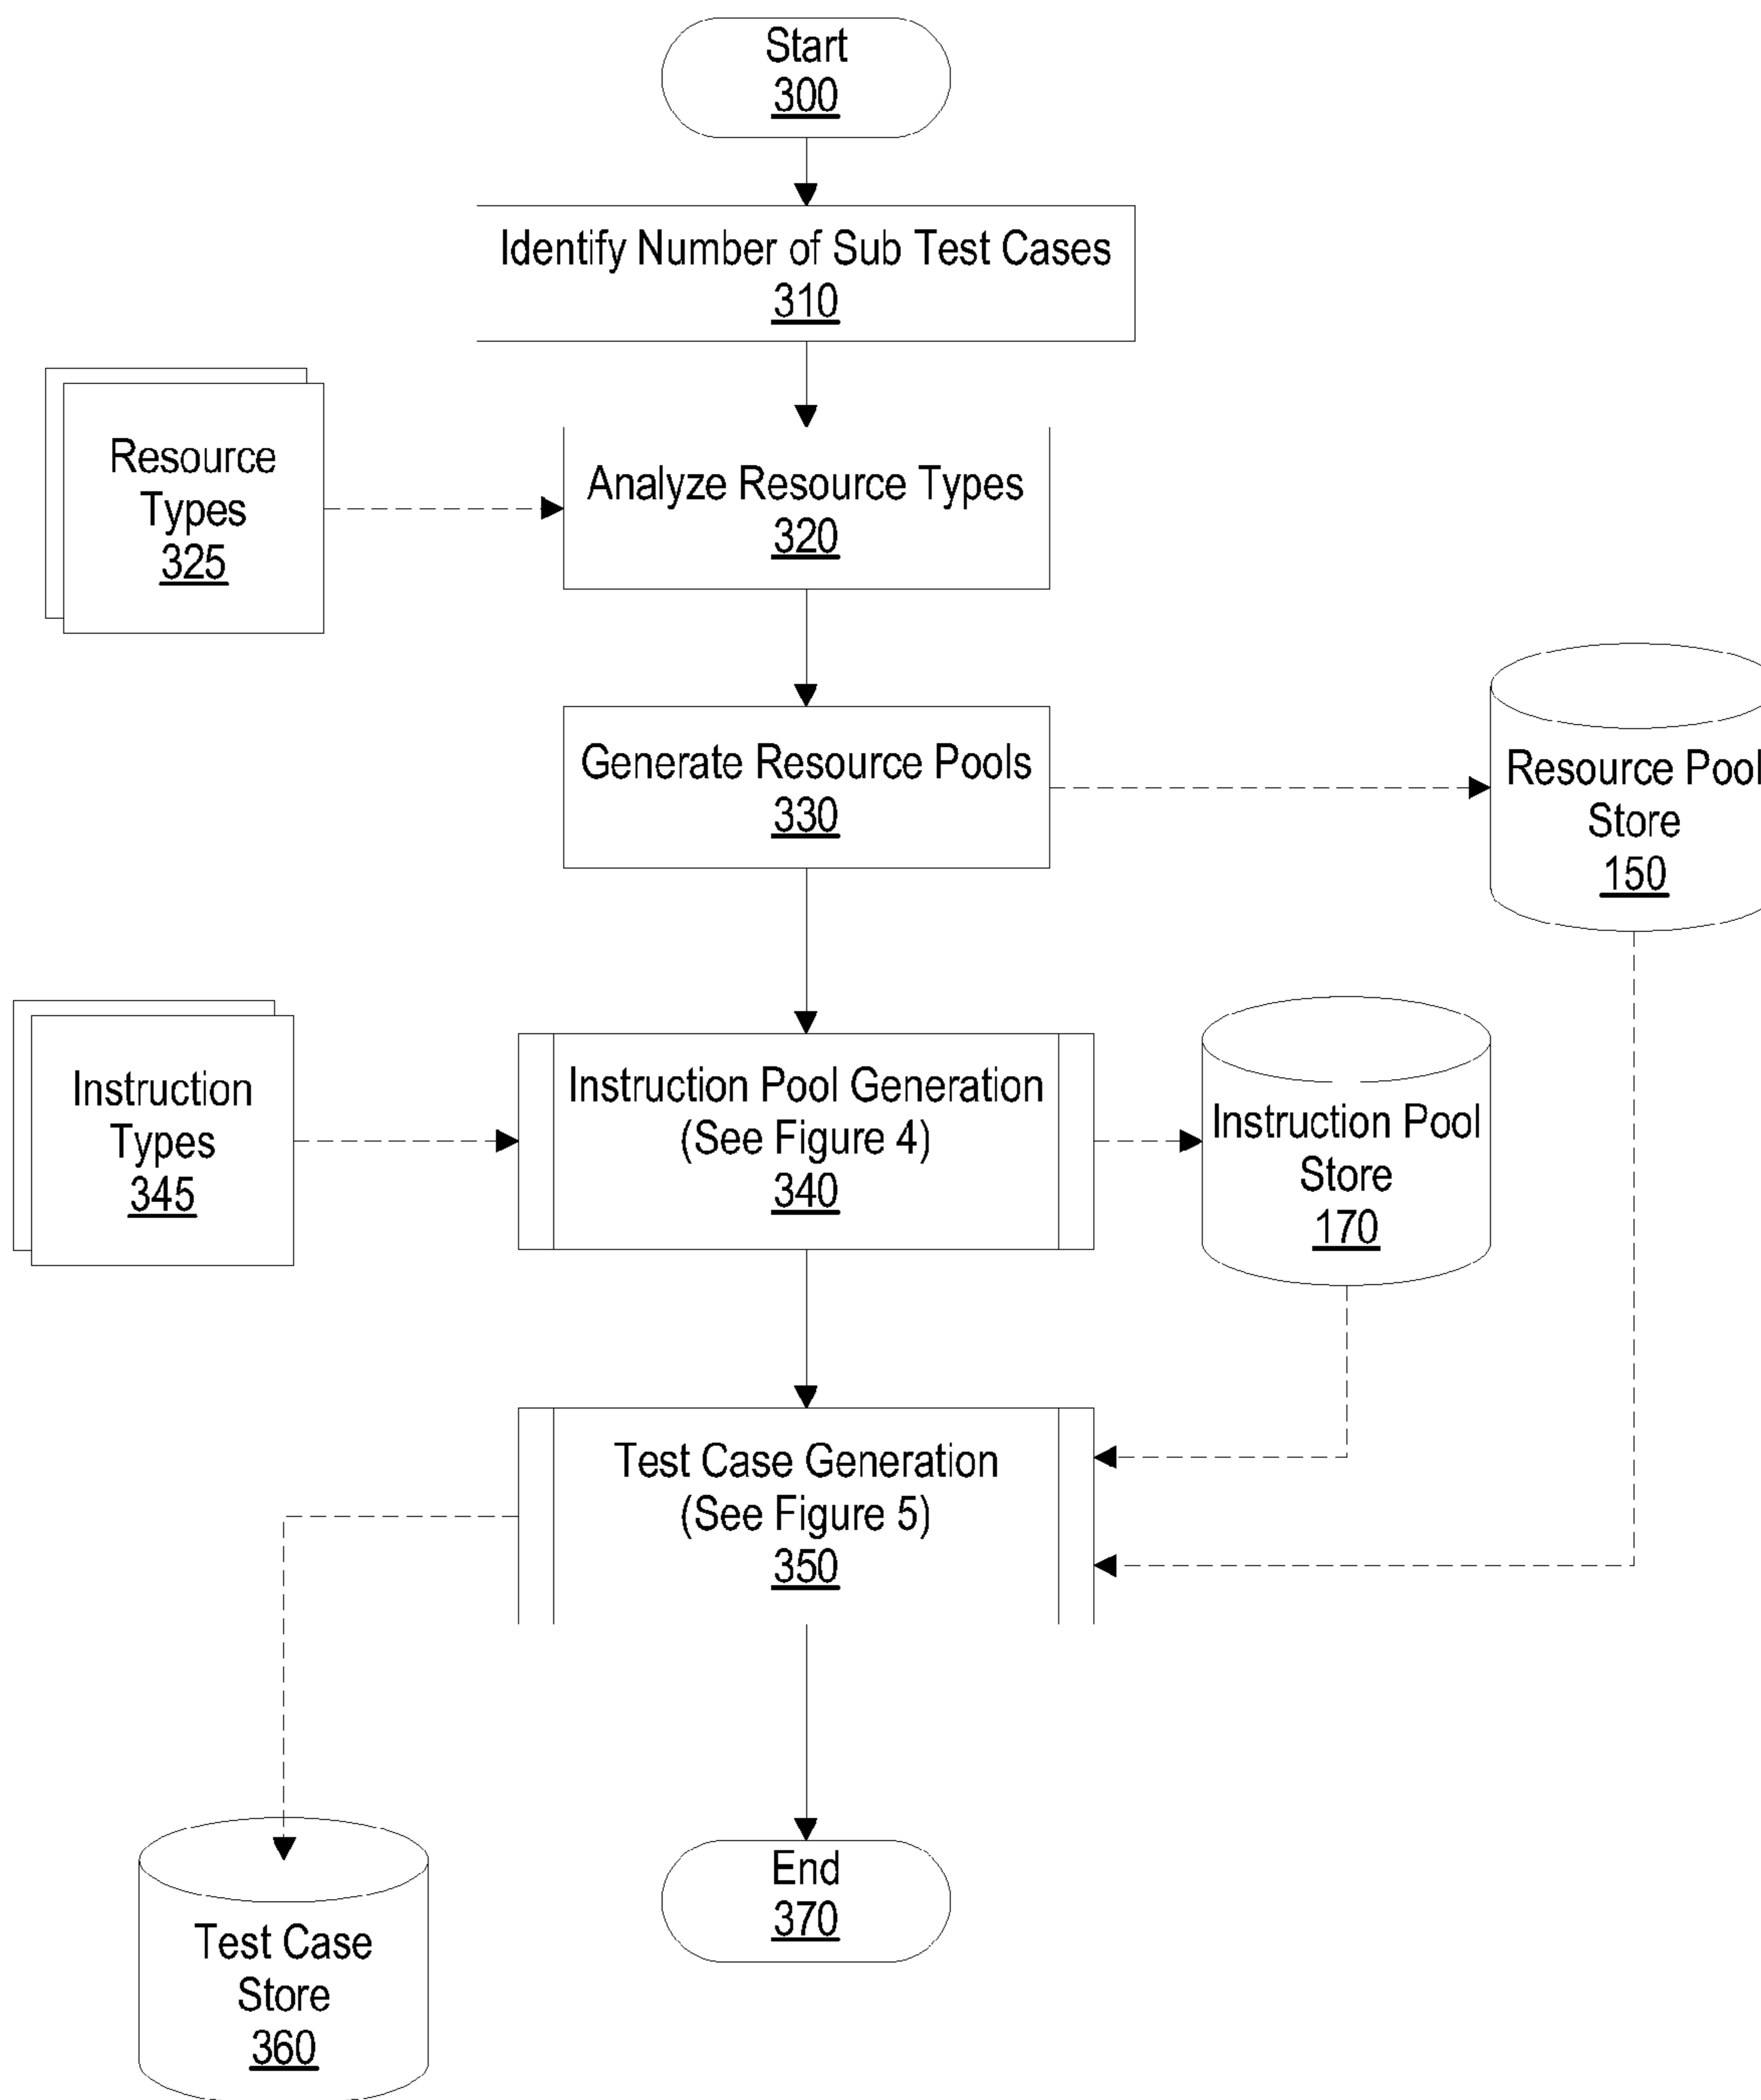 Start
300
Identify Number of Sub Test Cases
310
Resource
Types
325
Analyze Resource Types
320
Generate Resource Pools
330
Resource Pool
Store
150
Instruction
Types
345
Instruction Pool Generation
(See Figure 4)
340
Instruction Pool
Store
170
Test Case Generation
(See Figure 5)
350
End
370
Test Case
Store
360